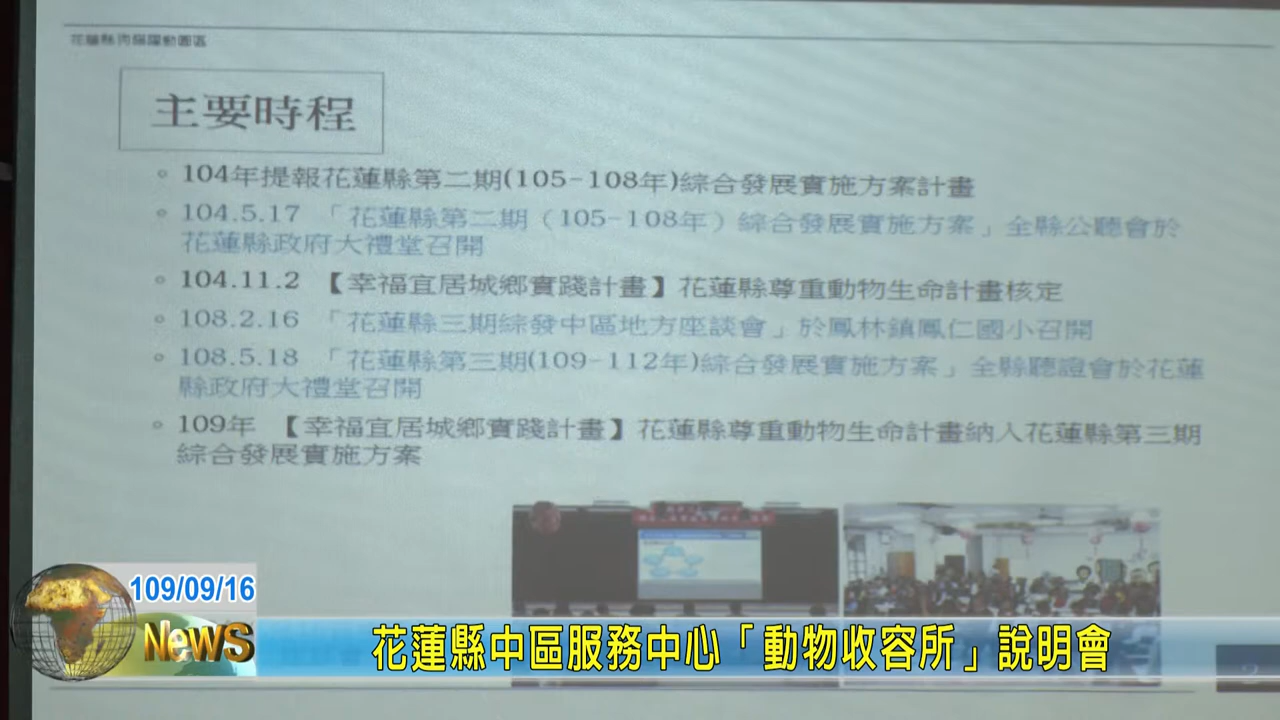 主要時程
104年提報花蓮縣第二期(105-108年)綜合發展實施方案計畫
104.5.17 「花蓮縣第二期（105-108年）綜合發展實施方案」全縣公聽會於
花蓮縣政府大禮堂召開
104.11.2 【幸福宜居城鄉實踐計畫】花蓮縣尊重動物生命計畫核定
108.2.16 「花蓮縣三期綜發中區地方座談會」於鳳林鎮鳳仁國小召開
108.5.18 「花蓮縣第三期(109-112年)綜合發展實施方案」全縣聽證會於花蓮
縣政府大禮堂召開
109年 【幸福宜居城鄉實踐計畫】花蓮縣尊重動物生命計畫納入花蓮縣第三期
綜合發展實施方案
109/09/16
News
花蓮縣中區服務中心「動物收容所」說明會